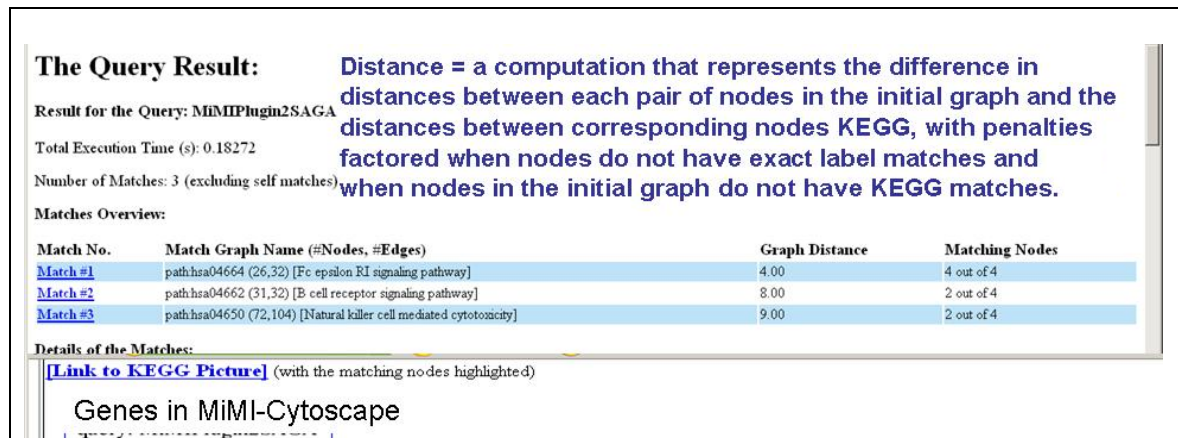 The Query Result:
Distance = a computation that represents the difference in
distances between each pair of nodes in the initial graph and the
distances between corresponding nodes KEGG, with penalties
factored when nodes do not have exact label matches and
when nodes in the initial graph do not have KEGG matches.
Result for the Query: MiMIPlugin2SAGA
Total Execution Time (s): 0.18272
Number of Matches: 3 (excluding self matches)
Matches Overview:
Match No. Match Graph Name (#Nodes, #Edges) Graph Distance Matching Nodes
Match #1 path:hsa04664 (26,32) [Fc epsilon RI signaling pathway] 4.00 4 out of 4
Match #2 path:hsa04662 (31,32) [B cell receptor signaling pathway] 8.00 2 out of 4
Match #3 path:hsa04650 (72,104) [Natural killer cell mediated cytotoxicity] 9.00 2 out of 4
Details of the Matches:
[Link to KEGG Picture] (with the matching nodes highlighted)
Genes in MiMI-Cytoscape